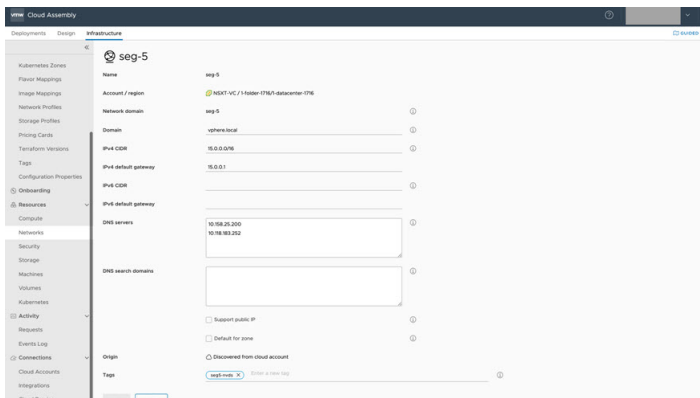 vmw Cloud Assembly
Deployments Design Infrastructure GUIDED
seg-5
Kubernetes Zones
Flavor Mappings
Image Mappings
Network Profiles
Storage Profiles
Pricing Cards
Terraform Versions
Tags
Configuration Properties
Onboarding
Resources
Compute
Networks
Security
Storage
Machines
Volumes
Kubernetes
Activity
Requests
Events Log
Connections
Cloud Accounts
Integrations
Name seg-5
Account / region NSXT-VC / 1-folder-1716/1-datacenter-1716
Network domain seg-5
Domain vphere.local
IPv4 CIDR 15.0.0.0/16
IPv4 default gateway 15.0.0.1
IPv6 CIDR
IPv6 default gateway
DNS servers 10.158.25.200
10.118.183.252
DNS search domains
Support public IP
Default for zone
Origin Discovered from cloud account
Tags seg5-nvds X Enter a new tag